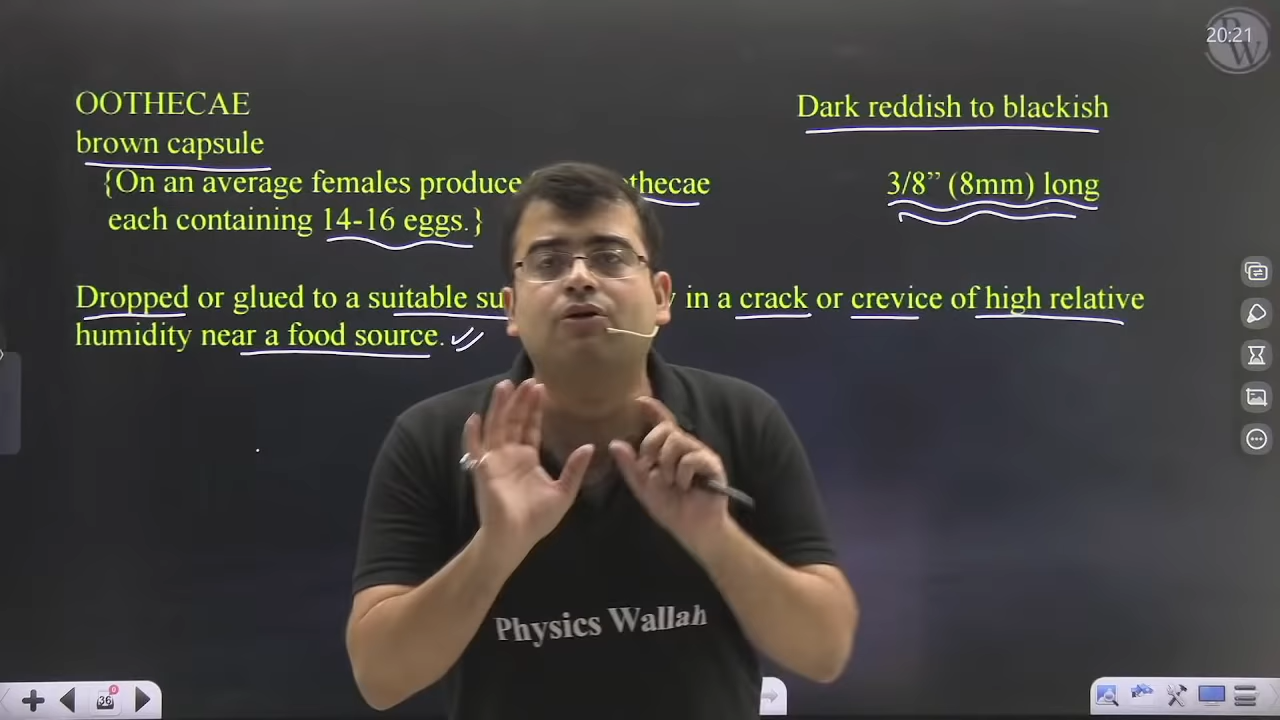 20:21
PW
OOTHECAE
Dark reddish to blackish
brown capsule
{On an average females produce thecae
3/8” (8mm) long
each containing 14-16 eggs.}
Dropped or glued to a suitable in a crack or crevice of high relative
humidity near a food source.
Physics Wallah
36